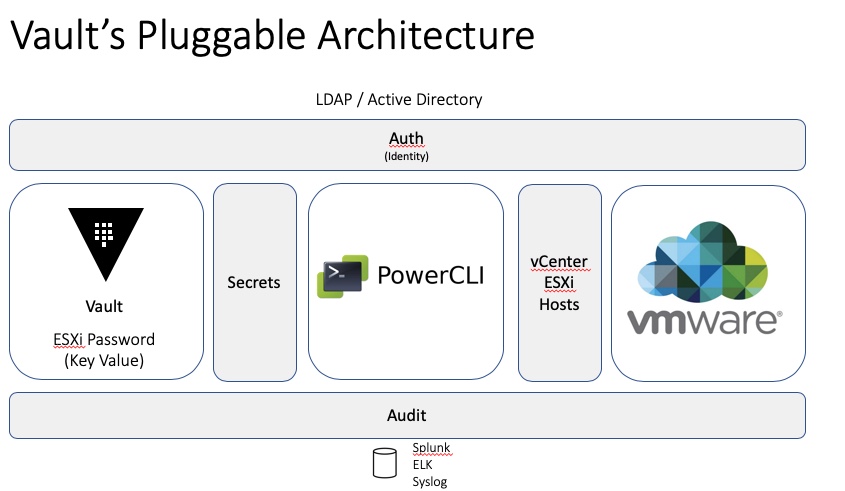 Vault's Pluggable Architecture
LDAP / Active Directory
Auth
(Identity)
Vault
ESXi Password
(Key Value)
Secrets
>_
PowerCLI
vCenter
ESXi
Hosts
vmware®
Audit
Splunk
ELK
Syslog